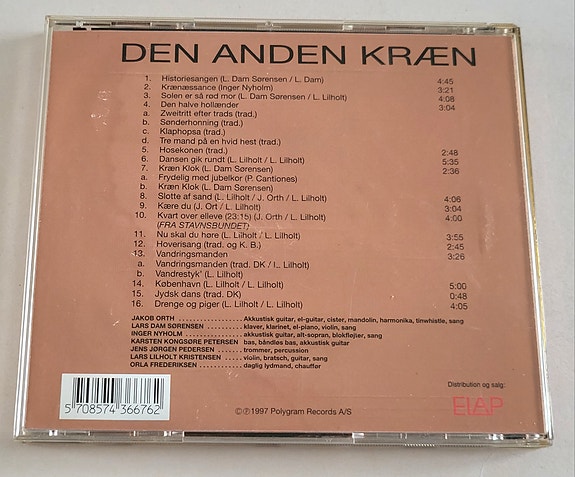 DEN ANDEN KRÆN
1. Historiesangen (L. Dam Sørensen / L. Dam) 4:45
2. Krænæssance (Inger Nyholm) 3:21
3. Solen er så rød mor (L. Dam Sørensen / L. Lilholt) 4:08
4. Den halve hollænder 3:04
a. Zweitritt efter trads (trad.)
b. Sønderhonning (trad.)
c. Klaphopsa (trad.)
d. Tre mand på en hvid hest (trad.)
5. Hosekonen (trad.) 2:48
6. Dansen gik rundt (L. Lilholt / L. Lilholt) 5:35
7. Kræn Klok (L. Dam Sørensen) 2:36
a. Frydelig med jubelkor (P. Cantiones)
b. Kræn Klok (L. Dam Sørensen)
8. Slotte af sand (L. Lilholt / J. Orth / L. Lilholt) 4:06
9. Kære du (J. Ort / L. Lilholt) 3:04
10. Kvart over elleve (23:15) (J. Orth / L. Lilholt) 4:00
(FRA STAVNSBUNDET)
11. Nu skal du høre (L. Lilholt / L. Lilholt) 3:55
12. Hoverisang (trad. og K. B.) 2:45
13. Vandringsmanden 3:26
a. Vandringsmanden (trad. DK / L. Lilholt)
b. Vandrestyk' (L. Lilholt)
14. København (L. Lilholt / L. Lilholt) 5:00
15. Jydsk dans (trad. DK) 0:48
16. Drenge og piger (L. Lilholt / L. Lilholt) 4:05
JAKOB ORTH . . . . . . . . . . . . . . . Akkustisk guitar, el-guitar, cister, mandolin, harmonika, tinwhistle, sang
LARS DAM SØRENSEN . . . . . . . . . klaver, klarinet, el-piano, violin, sang
INGER NYHOLM . . . . . . . . . . . . . akkustisk guitar, alt-sopran, blokfløjter, sang
KARSTEN KONGSØRE PETERSEN bas, båndløs bas, akkustisk guitar
JENS JØRGEN PEDERSEN . . . . . . . trommer, percussion
LARS LILHOLT KRISTENSEN . . . . . violin, bratsch, guitar, sang
ORLA FREDERIKSEN . . . . . . . . . . daglig lydmand, chauffør
5 708574 366762
©℗1997 Polygram Records A/S
Distribution og salg:
ELAP